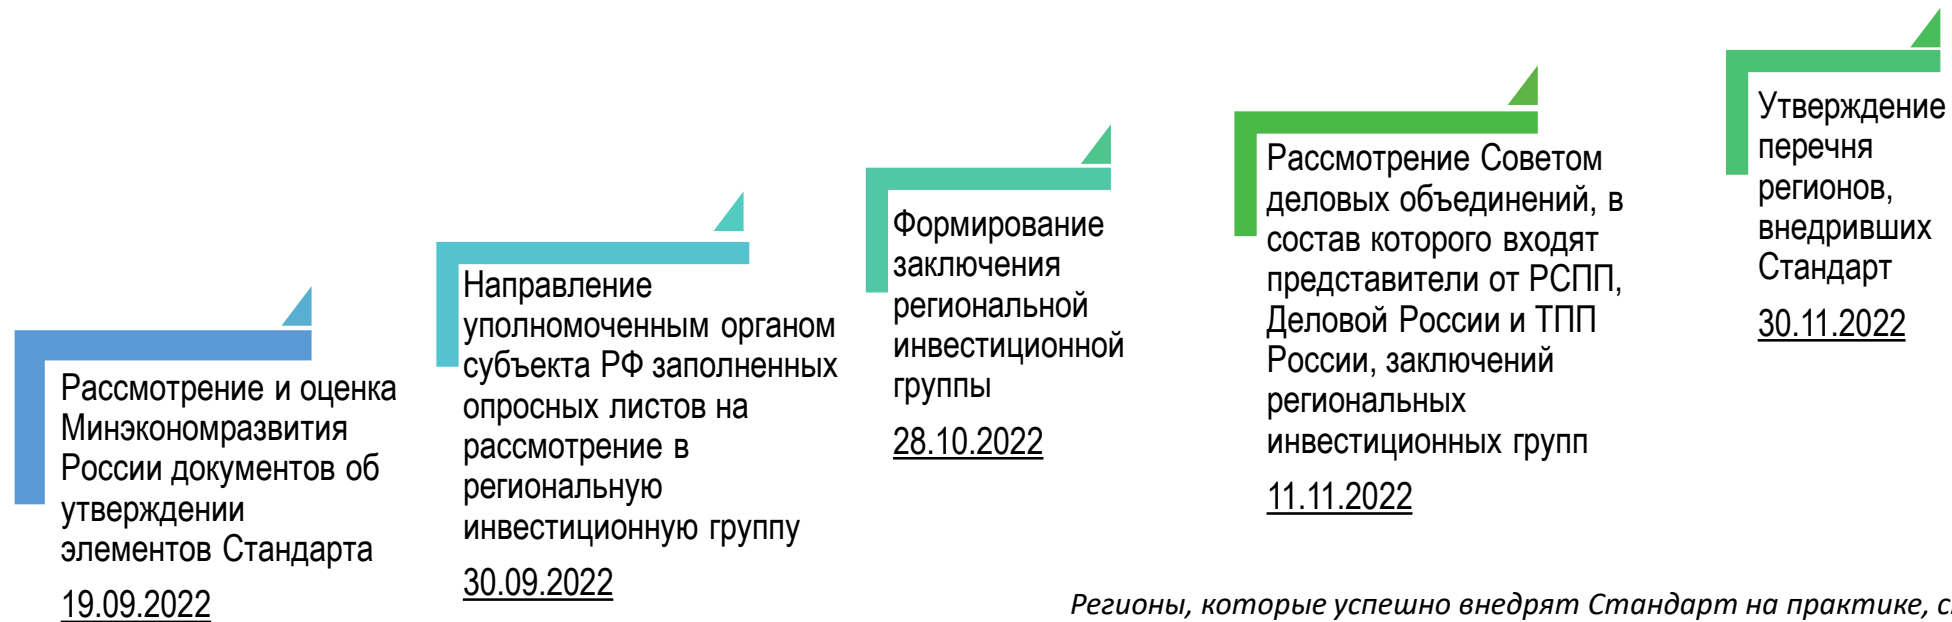 Рассмотрение и оценка
Минэкономразвития
России документов об
утверждении
элементов Стандарта
19.09.2022
Направление
уполномоченным органом
субъекта РФ заполненных
опросных листов на
рассмотрение в
региональную
инвестиционную группу
30.09.2022
Формирование
заключения
региональной
инвестиционной
группы
28.10.2022
Рассмотрение Советом
деловых объединений, в
состав которого входят
представители от РСПП,
Деловой России и ТПП
России, заключений
региональных
инвестиционных групп
11.11.2022
Утверждение
перечня
регионов,
внедривших
Стандарт
30.11.2022
Регионы, которые успешно внедрят Стандарт на практике,